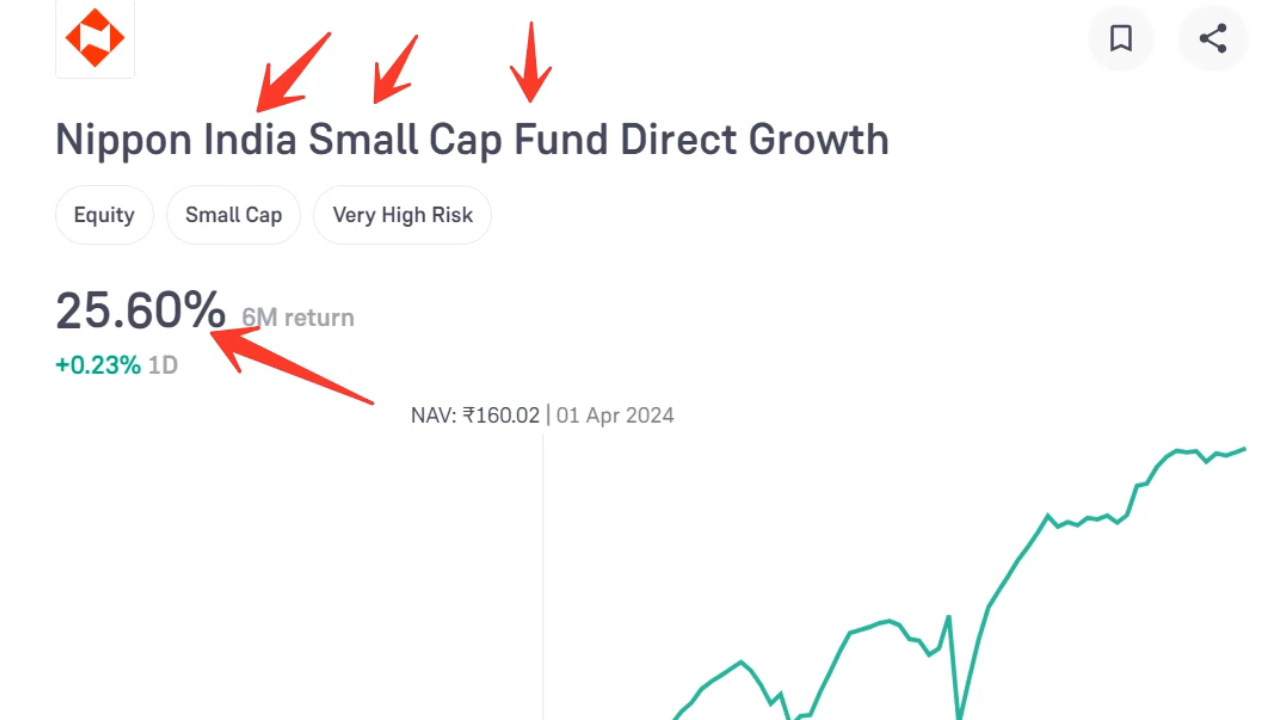 Nippon India Small Cap Fund Direct Growth
Equity Small Cap Very High Risk
25.60% 6M return
+0.23% 1D
NAV: ₹160.02 | 01 Apr 2024